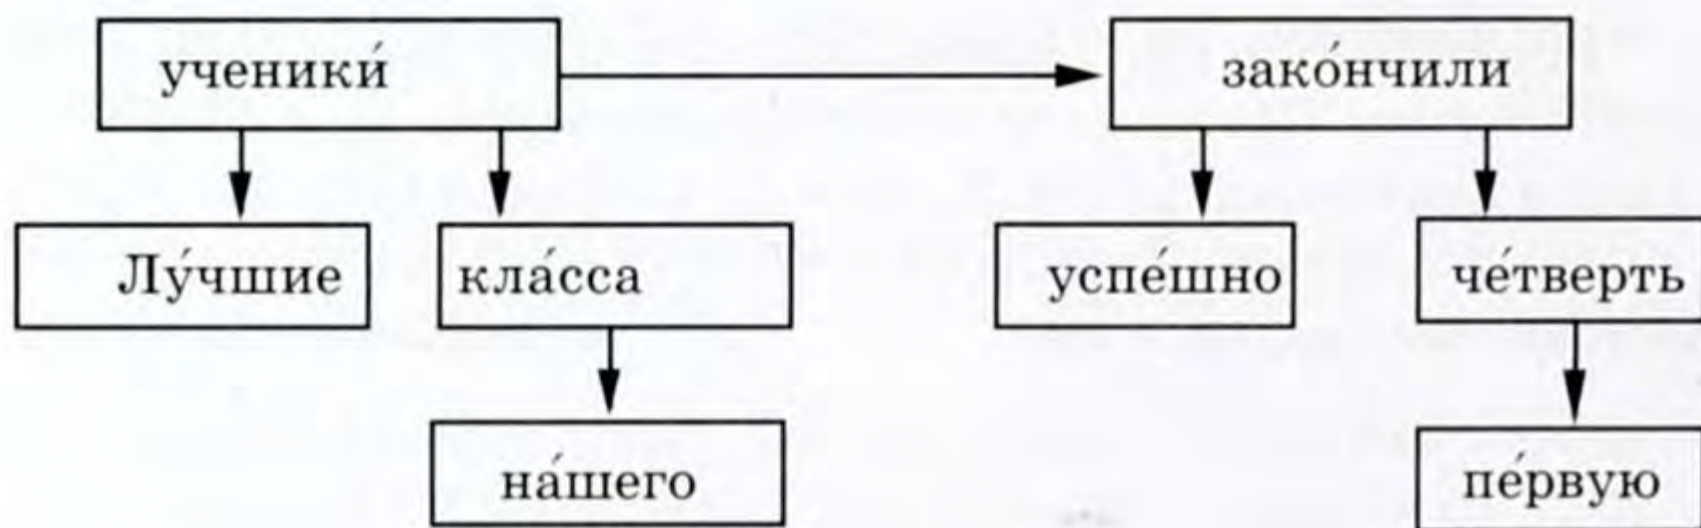 ученики́ зако́нчили
Лу́чшие кла́сса успе́шно че́тверть
на́шего пе́рвую